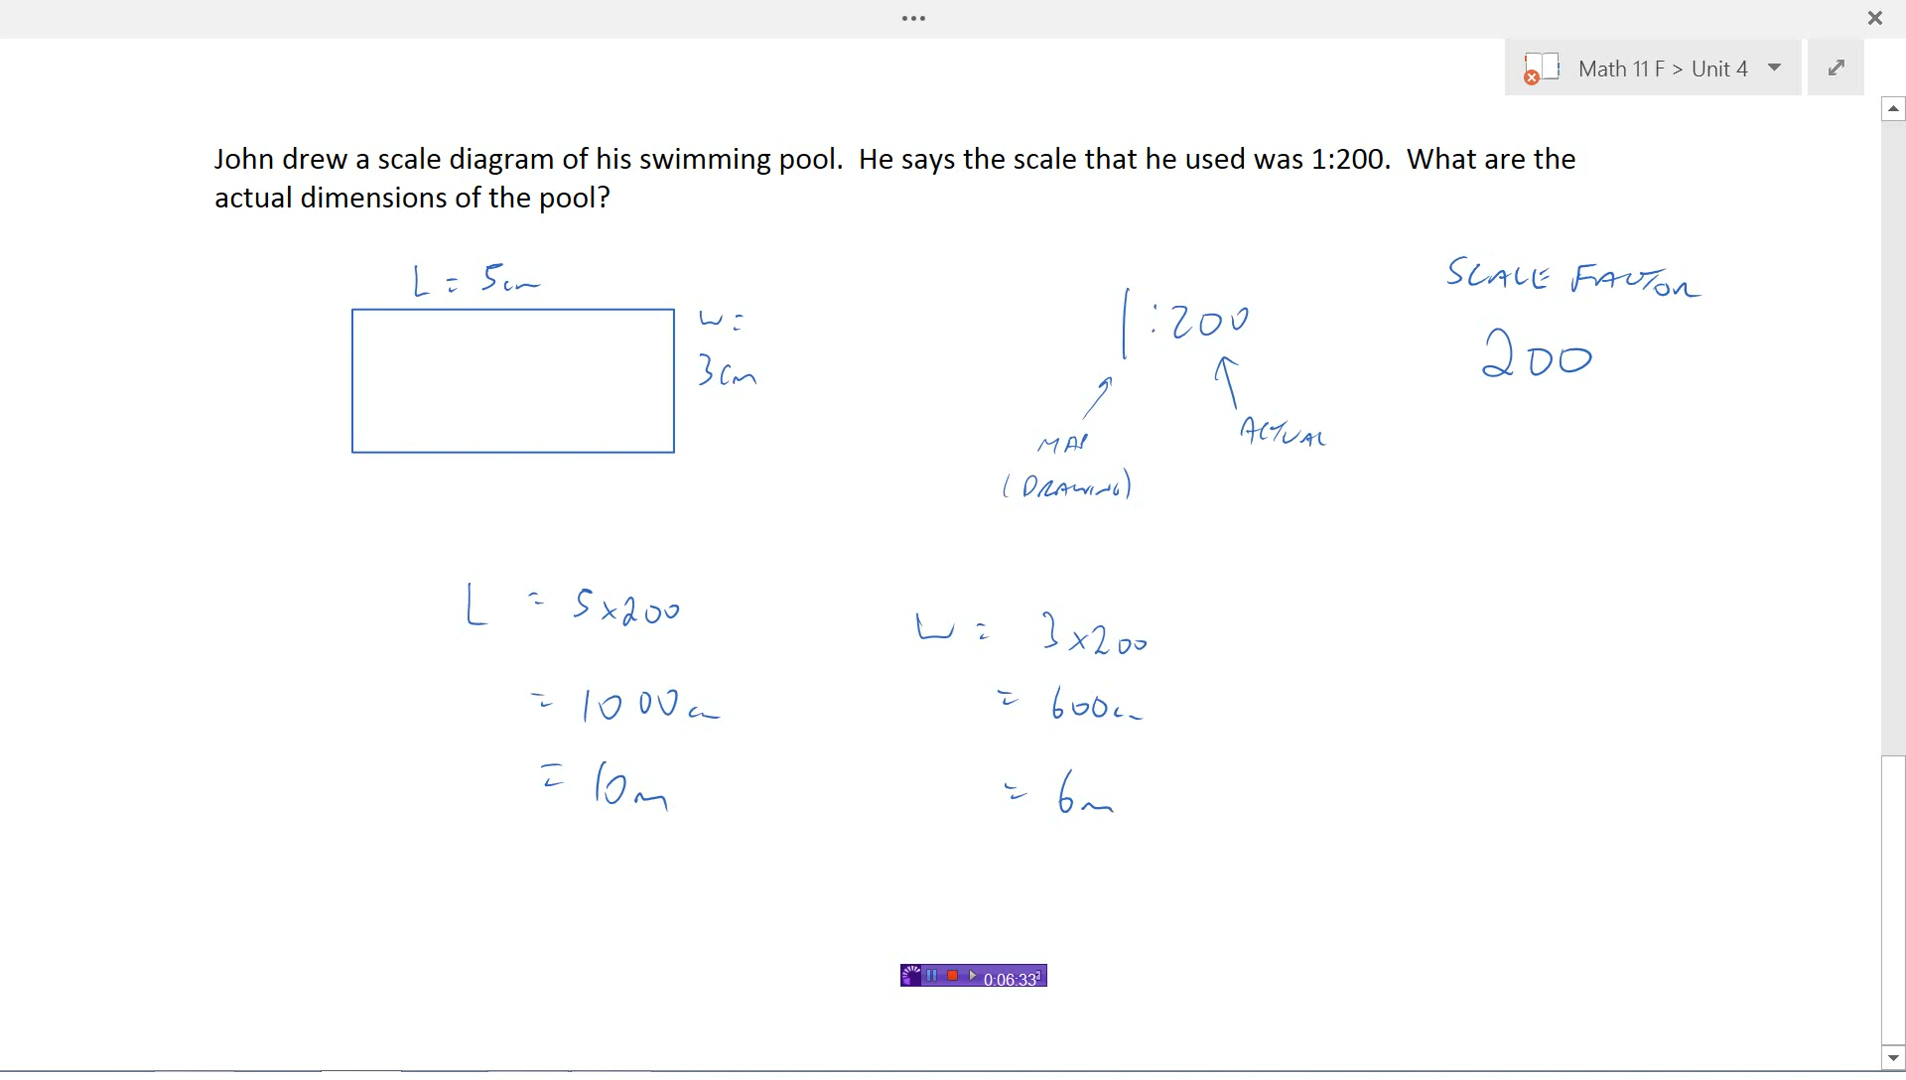 ...
Math 11 F > Unit 4
John drew a scale diagram of his swimming pool. He says the scale that he used was 1:200. What are the
actual dimensions of the pool?
L = 5cm
W =
3cm
1:200
SCALE FACTOR
200
MAP
(DRAWING)
ACTUAL
L = 5x200
= 1000cm
= 10m
W = 3x200
= 600cm
= 6m
0:06:33